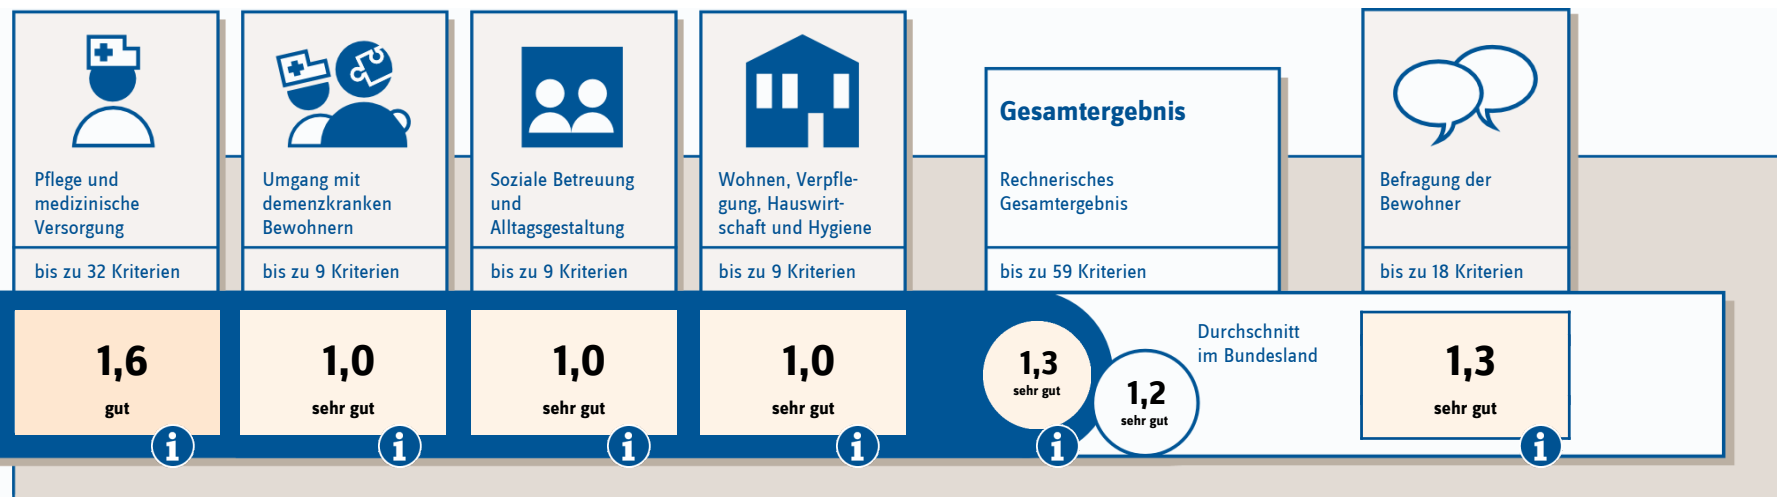 Pflege und
medizinische
Versorgung
bis zu 32 Kriterien
1,6
gut
Umgang mit
demenzkranken
Bewohnern
bis zu 9 Kriterien
1,0
sehr gut
Soziale Betreuung
und
Alltagsgestaltung
bis zu 9 Kriterien
1,0
sehr gut
Wohnen, Verpfle-
gung, Hauswirt-
schaft und Hygiene
bis zu 9 Kriterien
1,0
sehr gut
Gesamtergebnis
Rechnerisches
Gesamtergebnis
bis zu 59 Kriterien
1,3
sehr gut
1,2
sehr gut
Durchschnitt
im Bundesland
Befragung der
Bewohner
bis zu 18 Kriterien
1,3
sehr gut
i
i
i
i
i
i